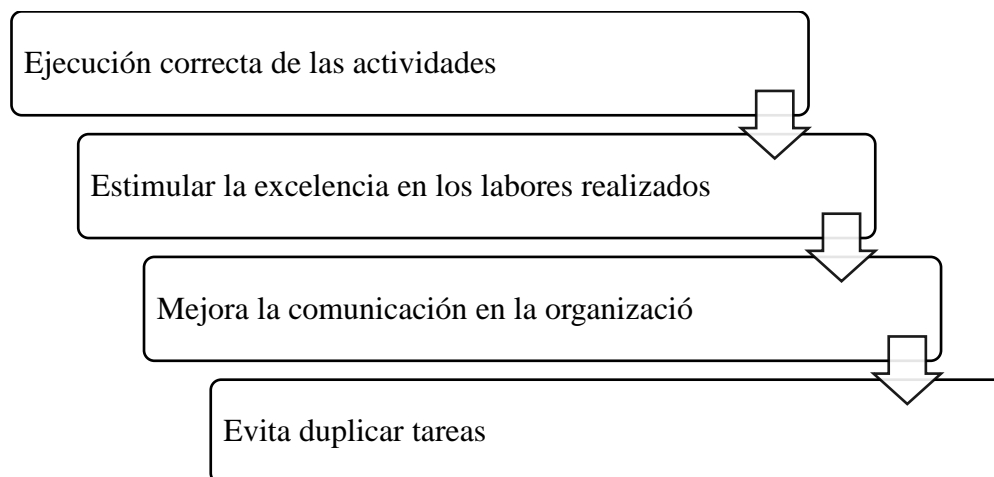 Ejecución correcta de las actividades
Estimular la excelencia en los labores realizados
Mejora la comunicación en la organizació
Evita duplicar tareas